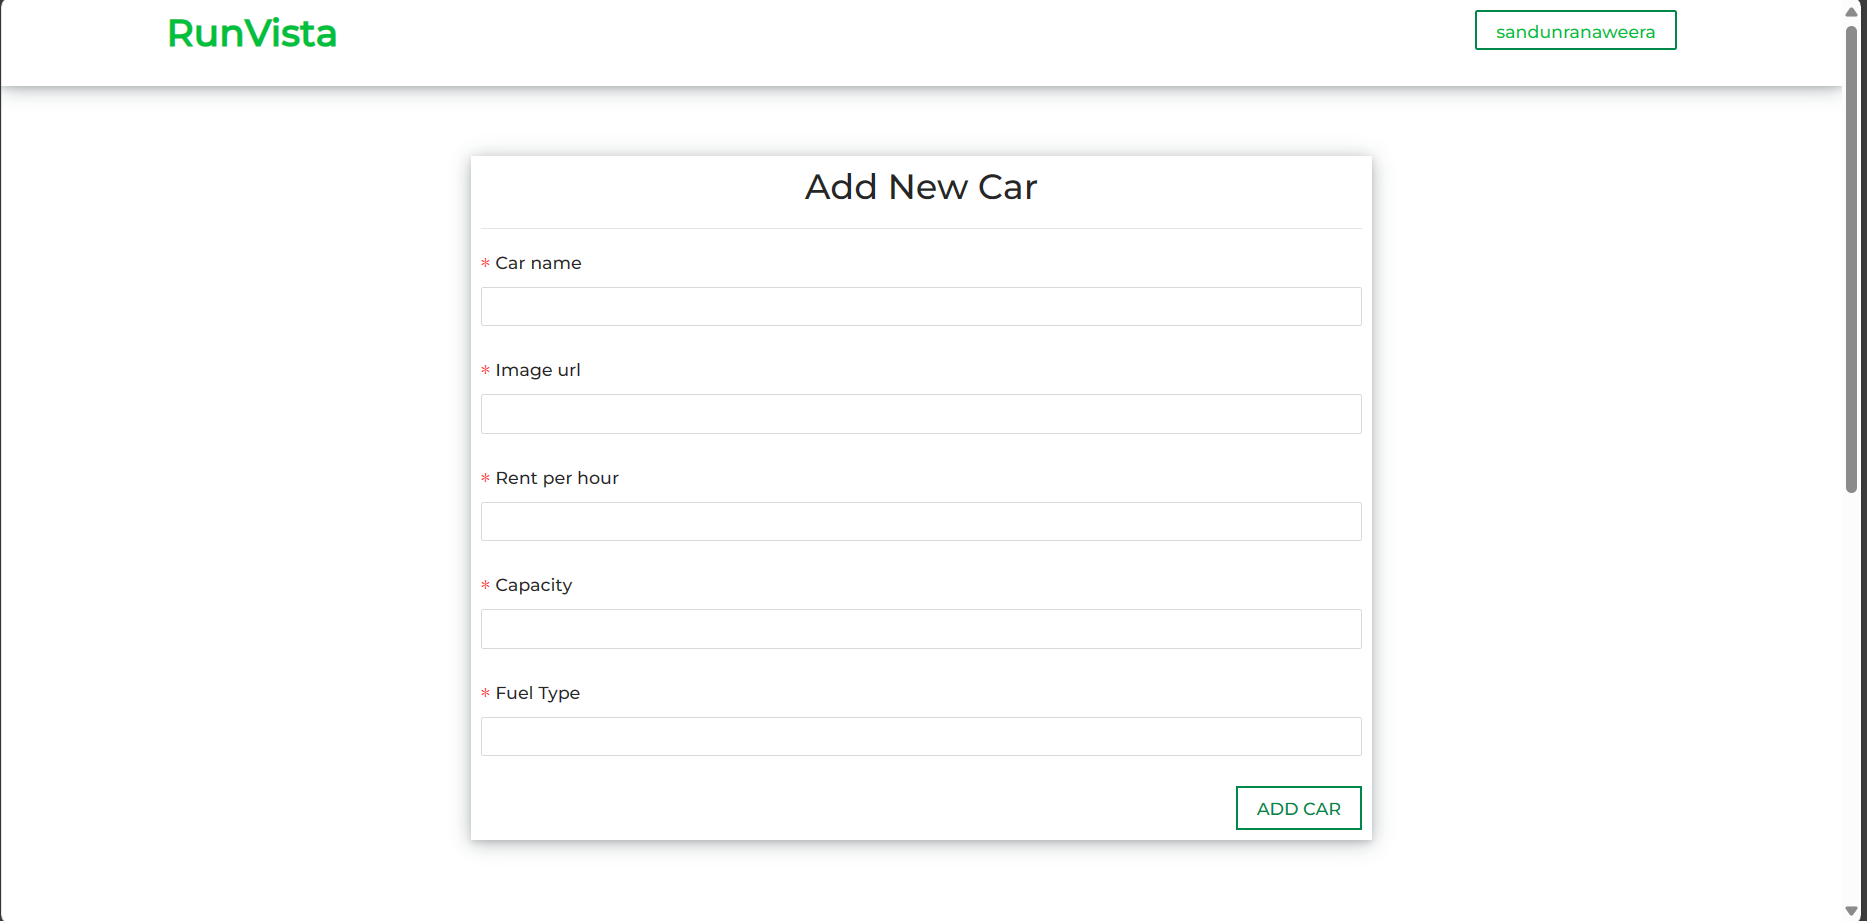 RunVista
sandunranaweera
Add New Car
* Car name
* Image url
* Rent per hour
* Capacity
* Fuel Type
ADD CAR